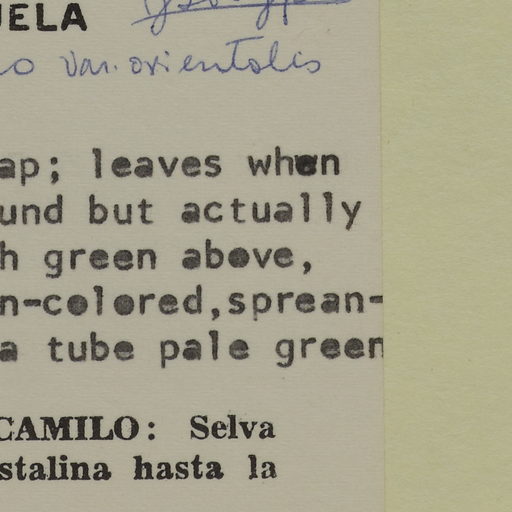 UELA
o var. orientalis
ap; leaves when
und but actually
h green above,
n-colored,sprean-
a tube pale green
CAMILO: Selva
stalina hasta la